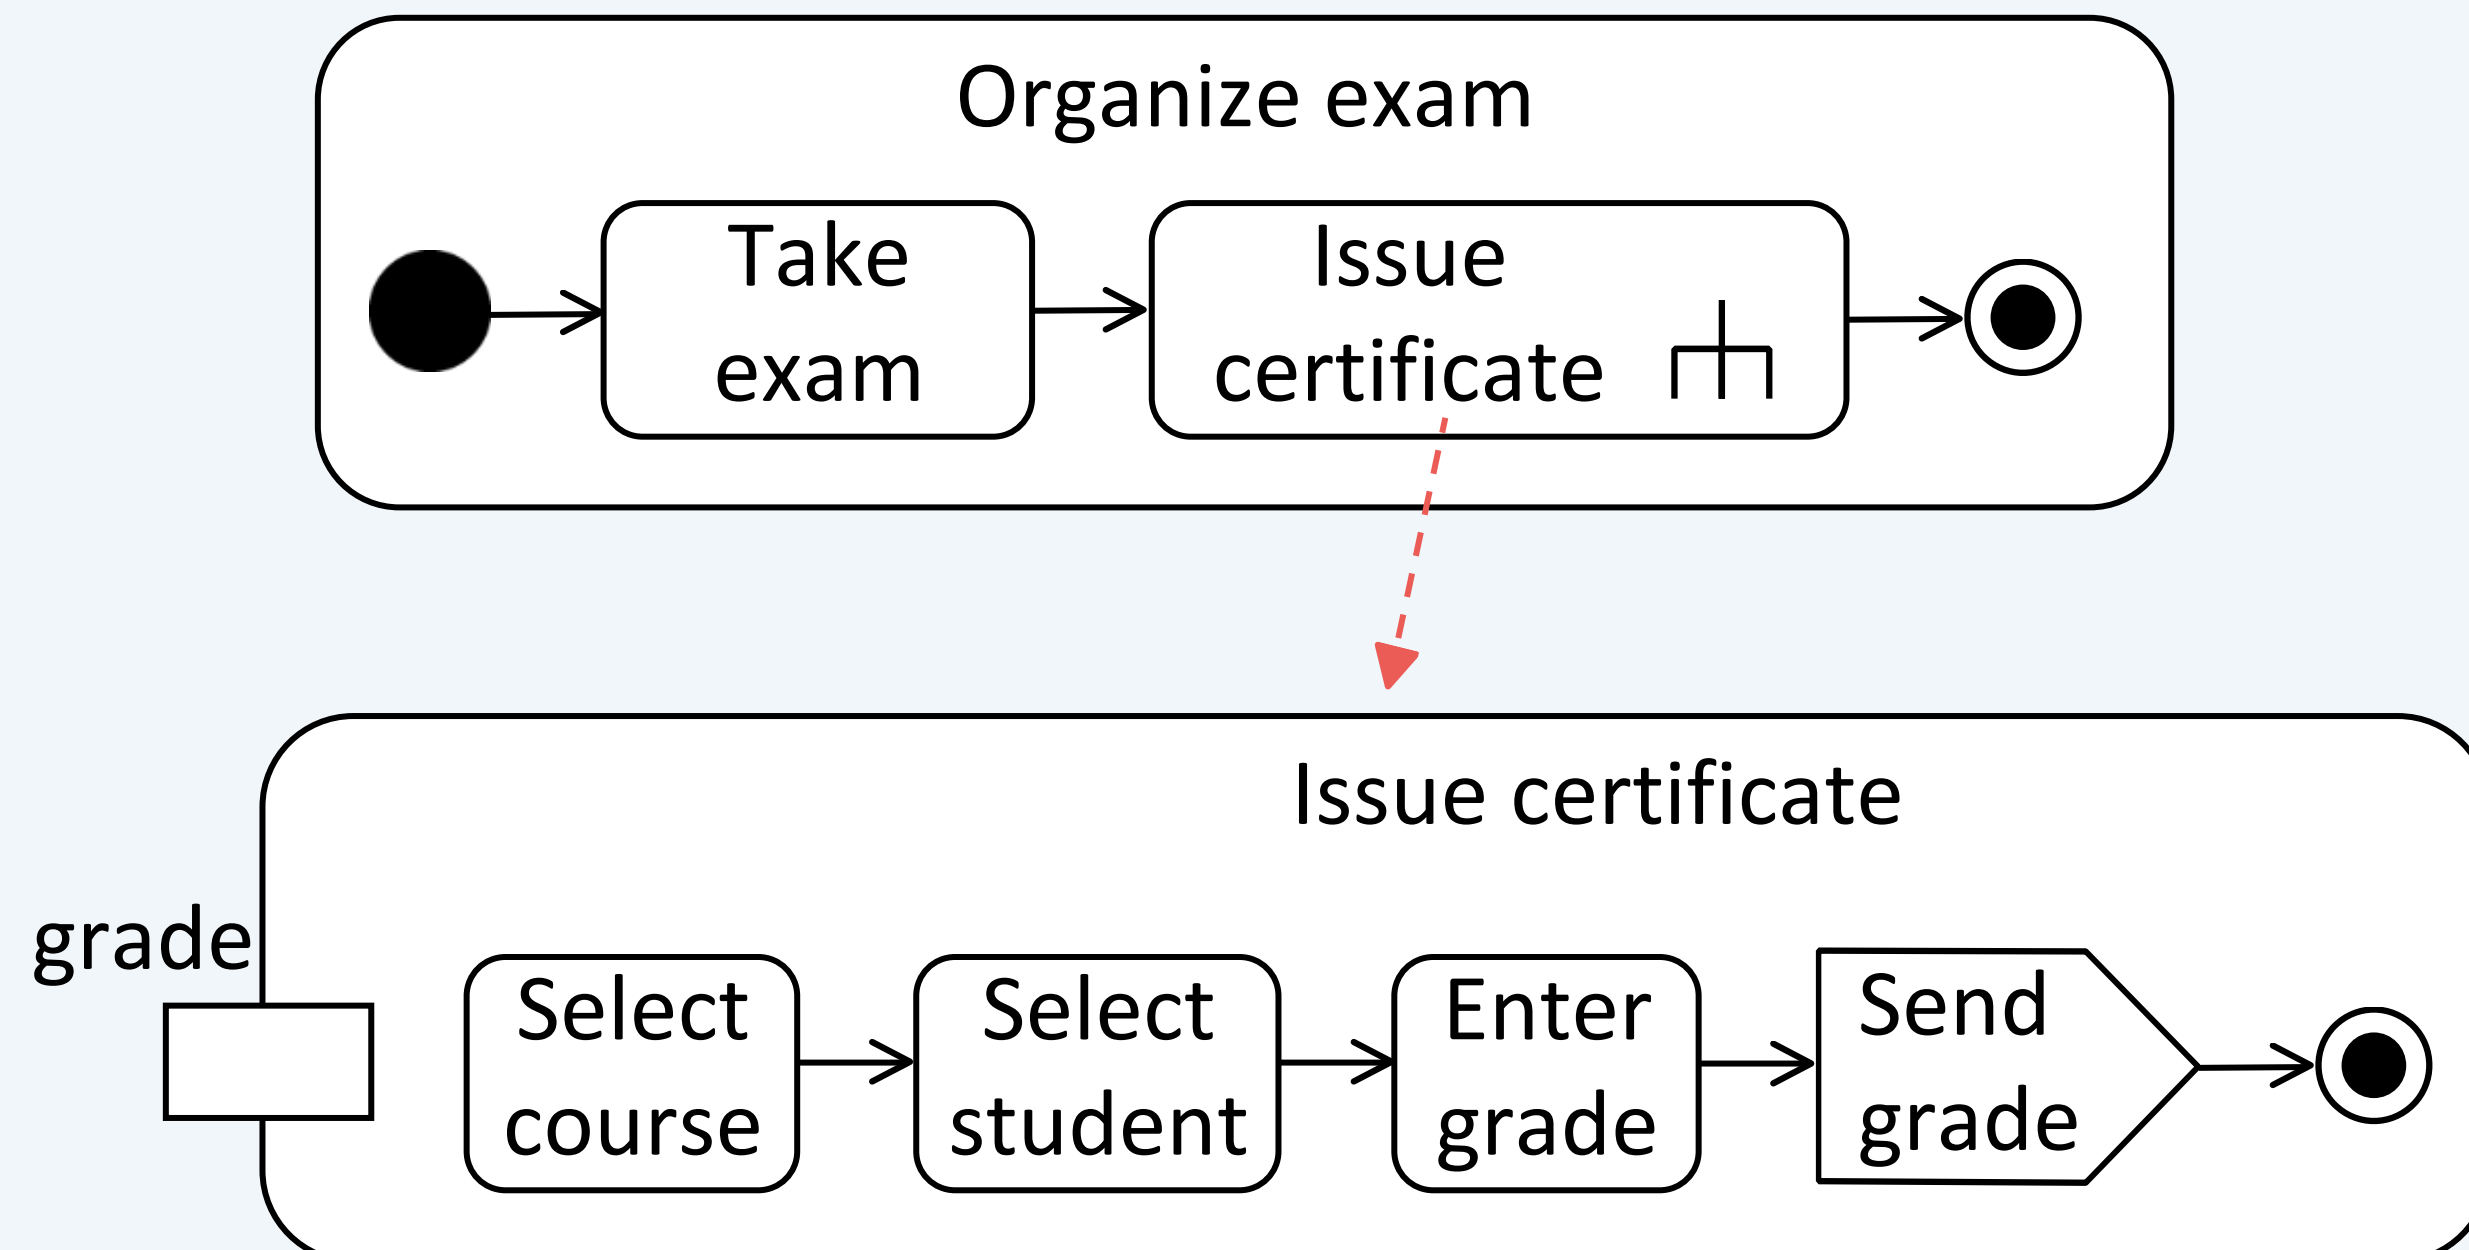 Organize exam
Take
exam
Issue
certificate
Issue certificate
grade
Select
course
Select
student
Enter
grade
Send
grade